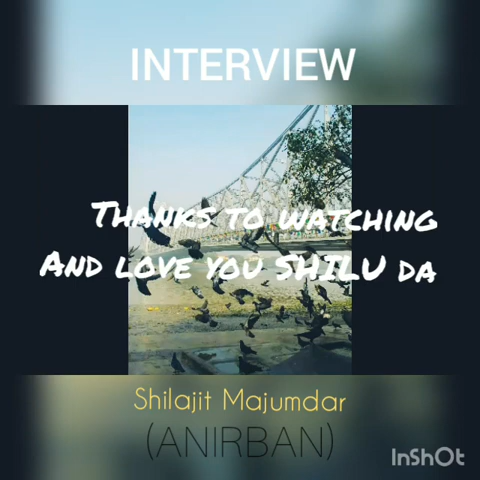 INTERVIEW
Thanks to watching
And love you SHILU da
Shilajit Majumdar
(ANIRBAN)
InShOt